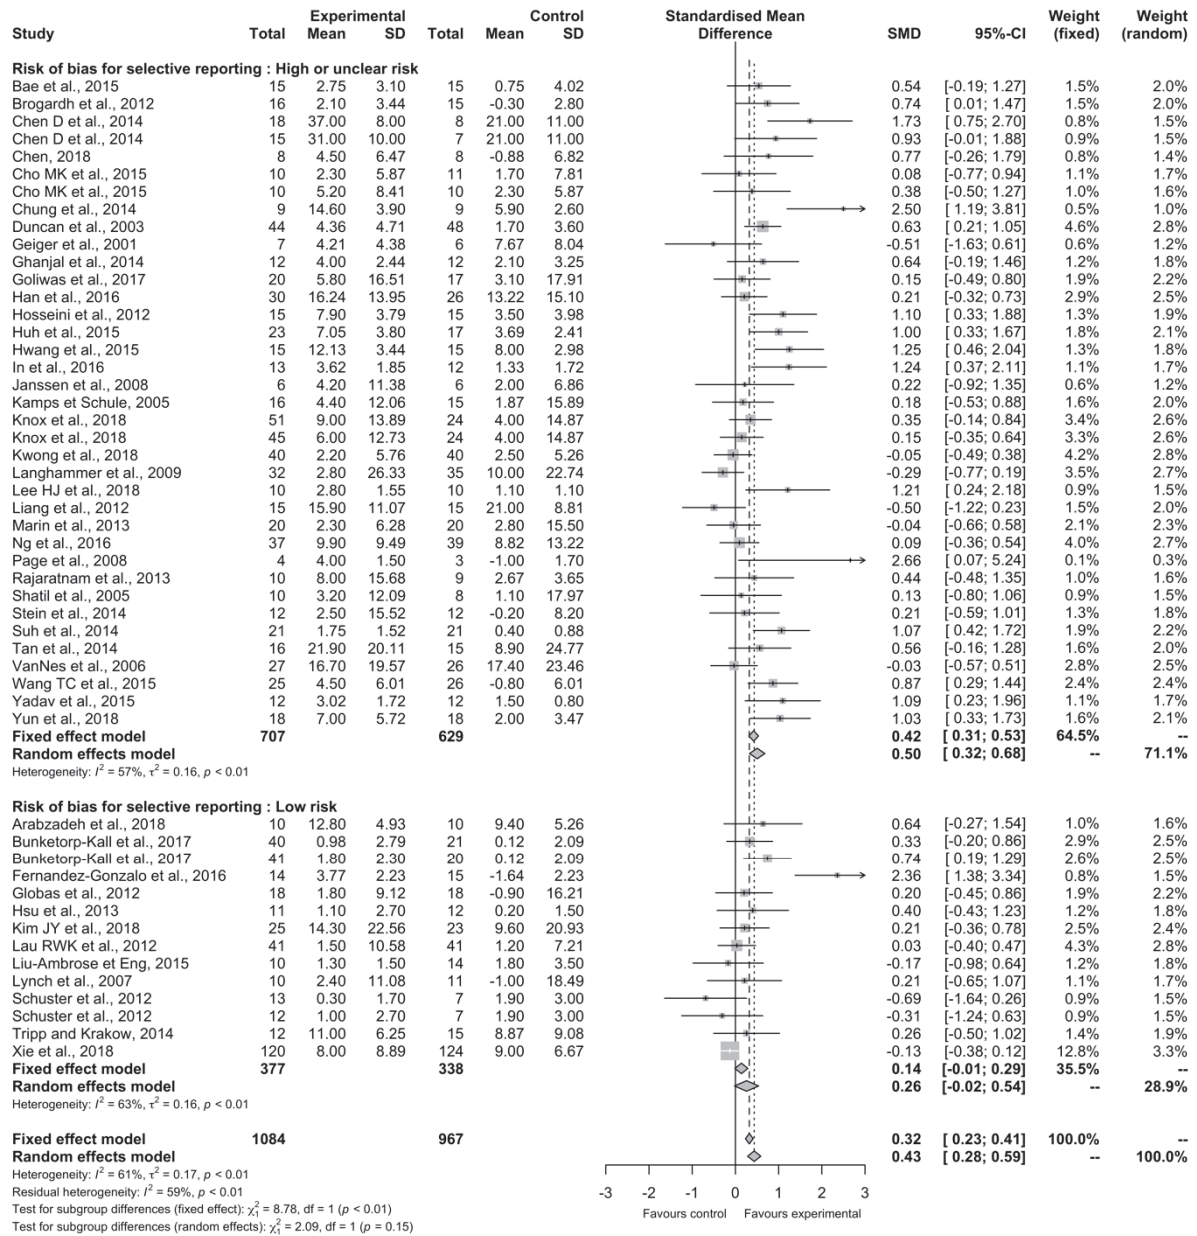 Experimental Control Standardised Mean Weight Weight
Study Total Mean SD Total Mean SD Difference SMD 95%-CI (fixed) (random)
Risk of bias for selective reporting : High or unclear risk
Bae et al., 2015 15 2.75 3.10 15 0.75 4.02 0.54 [-0.19; 1.27] 1.5% 2.0%
Brogardh et al., 2012 16 2.10 3.44 15 -0.30 2.80 0.74 [ 0.01; 1.47] 1.5% 2.0%
Chen D et al., 2014 18 37.00 8.00 8 21.00 11.00 1.73 [ 0.75; 2.70] 0.8% 1.5%
Chen D et al., 2014 15 31.00 10.00 7 21.00 11.00 0.93 [-0.01; 1.88] 0.9% 1.5%
Chen, 2018 8 4.50 6.47 8 -0.88 6.82 0.77 [-0.26; 1.79] 0.8% 1.4%
Cho MK et al., 2015 10 2.30 5.87 11 1.70 7.81 0.08 [-0.77; 0.94] 1.1% 1.7%
Cho MK et al., 2015 10 5.20 8.41 10 2.30 5.87 0.38 [-0.50; 1.27] 1.0% 1.7%
Chung et al., 2014 9 14.60 3.90 9 5.90 2.60 2.50 [ 1.19; 3.81] 0.5% 1.0%
Duncan et al., 2003 44 4.36 4.71 48 1.70 3.60 0.63 [ 0.21; 1.05] 4.6% 2.8%
Geiger et al., 2001 7 4.21 4.38 6 7.67 8.04 -0.51 [-1.63; 0.61] 0.6% 1.2%
Ghanjal et al., 2014 12 4.00 2.44 12 2.10 3.25 0.64 [-0.19; 1.46] 1.2% 1.8%
Goliwas et al., 2017 20 5.80 16.51 17 3.10 17.91 0.15 [-0.49; 0.80] 1.9% 2.2%
Han et al., 2016 30 16.24 13.95 26 13.22 15.10 0.21 [-0.32; 0.73] 2.9% 2.5%
Hosseini et al., 2012 15 7.90 3.79 15 3.50 3.98 1.10 [ 0.33; 1.88] 1.3% 1.9%
Huh et al., 2015 23 7.05 3.80 17 3.69 2.41 1.00 [ 0.33; 1.67] 1.8% 2.1%
Hwang et al., 2015 15 12.13 3.44 15 8.00 2.98 1.25 [ 0.46; 2.04] 1.3% 1.8%
In et al., 2016 13 3.62 1.85 12 1.33 1.72 1.24 [ 0.37; 2.11] 1.0% 1.7%
Janssen et al., 2008 6 4.20 11.38 6 2.00 6.86 0.22 [-0.92; 1.35] 0.6% 1.2%
Kamps et Schule, 2005 16 4.40 12.06 15 1.87 15.89 0.18 [-0.53; 0.88] 1.6% 2.0%
Knox et al., 2018 51 9.00 13.89 24 4.00 14.87 0.35 [-0.14; 0.84] 3.4% 2.6%
Knox et al., 2018 45 6.00 12.73 24 4.00 14.87 0.15 [-0.35; 0.64] 3.3% 2.6%
Kwong et al., 2018 40 2.20 5.76 40 2.50 5.26 -0.05 [-0.49; 0.38] 4.2% 2.8%
Langhammer et al., 2009 32 2.80 26.33 35 10.00 22.74 -0.29 [-0.77; 0.19] 3.5% 2.7%
Lee HJ et al., 2018 10 2.80 1.55 10 1.10 1.10 1.21 [ 0.24; 2.18] 0.9% 1.5%
Liang et al., 2012 15 15.90 11.07 15 21.00 8.81 -0.50 [-1.22; 0.23] 1.5% 2.0%
Marin et al., 2013 20 2.30 6.28 20 2.80 15.50 -0.04 [-0.66; 0.58] 2.1% 2.3%
Ng et al., 2016 37 9.90 9.49 39 8.82 13.22 0.09 [-0.36; 0.54] 4.0% 2.7%
Page et al., 2008 4 4.00 1.50 3 -1.00 1.70 2.66 [ 0.07; 5.24] 0.1% 0.3%
Rajaratnam et al., 2013 10 8.00 15.68 9 2.67 3.65 0.44 [-0.48; 1.35] 1.0% 1.6%
Shatil et al., 2005 10 3.20 12.09 8 1.10 17.97 0.13 [-0.80; 1.06] 0.9% 1.6%
Stein et al., 2014 12 2.50 15.52 12 -0.20 8.20 0.21 [-0.59; 1.01] 1.3% 1.8%
Suh et al., 2014 21 1.75 1.52 21 0.40 0.88 1.07 [ 0.42; 1.72] 1.9% 2.2%
Tan et al., 2014 16 21.90 20.11 15 8.90 24.77 0.56 [-0.16; 1.28] 1.6% 2.0%
VanNes et al., 2006 27 16.70 19.57 26 17.40 23.46 -0.03 [-0.57; 0.51] 2.8% 2.5%
Wang TC et al., 2015 25 4.50 6.01 26 -0.80 6.01 0.87 [ 0.29; 1.44] 2.4% 2.4%
Yadav et al., 2015 12 3.02 1.72 12 1.50 0.80 1.09 [ 0.23; 1.96] 1.1% 1.7%
Yun et al., 2018 18 7.00 5.72 18 2.00 3.47 1.03 [ 0.33; 1.73] 1.6% 2.1%
Fixed effect model 707 629 0.42 [ 0.31; 0.53] 64.5% --
Random effects model 0.50 [ 0.32; 0.68] -- 71.1%
Heterogeneity: I² = 57%, τ² = 0.16, p < 0.01
Risk of bias for selective reporting : Low risk
Arabzadeh et al., 2018 10 12.80 4.93 10 9.40 5.26 0.64 [-0.27; 1.54] 1.0% 1.6%
Bunketorp-Kall et al., 2017 40 0.98 2.79 21 0.12 2.09 0.33 [-0.20; 0.86] 2.9% 2.5%
Bunketorp-Kall et al., 2017 41 1.80 2.30 20 0.12 2.09 0.74 [ 0.19; 1.29] 2.6% 2.5%
Fernandez-Gonzalo et al., 2016 14 3.77 2.23 15 -1.64 2.23 2.36 [ 1.38; 3.34] 0.8% 1.5%
Globas et al., 2012 18 1.80 9.12 18 -0.90 16.21 0.20 [-0.45; 0.86] 1.9% 2.2%
Hsu et al., 2013 11 1.10 2.70 12 0.20 1.50 0.40 [-0.43; 1.23] 1.2% 1.8%
Kim JY et al., 2018 25 14.30 22.56 23 9.60 20.93 0.21 [-0.36; 0.78] 2.5% 2.4%
Lau RWK et al., 2012 41 1.50 10.58 41 1.20 7.21 0.03 [-0.40; 0.47] 4.3% 2.8%
Liu-Ambrose et Eng, 2015 10 1.30 1.50 14 1.80 3.50 -0.17 [-0.98; 0.64] 1.2% 1.8%
Lynch et al., 2007 10 2.40 11.08 11 -1.00 18.49 0.21 [-0.65; 1.07] 1.1% 1.7%
Schuster et al., 2012 13 0.30 1.70 7 1.90 3.00 -0.69 [-1.64; 0.26] 0.9% 1.5%
Schuster et al., 2012 12 1.00 2.70 7 1.90 3.00 -0.31 [-1.24; 0.63] 0.9% 1.6%
Tripp and Krakow, 2014 12 11.00 6.25 15 8.87 9.08 0.26 [-0.50; 1.02] 1.4% 1.9%
Xie et al., 2018 120 8.00 8.89 124 9.00 6.67 -0.13 [-0.38; 0.12] 12.8% 3.3%
Fixed effect model 377 338 0.14 [-0.01; 0.29] 35.5% --
Random effects model 0.26 [-0.02; 0.54] -- 28.9%
Heterogeneity: I² = 63%, τ² = 0.16, p < 0.01
Fixed effect model 1084 967 0.32 [ 0.23; 0.41] 100.0% --
Random effects model 0.43 [ 0.28; 0.59] -- 100.0%
Heterogeneity: I² = 61%, τ² = 0.17, p < 0.01
Residual heterogeneity: I² = 59%, p < 0.01
-3 -2 -1 0 1 2 3
Test for subgroup differences (fixed effect): χ²₁ = 8.78, df = 1 (p < 0.01)
Favours control Favours experimental
Test for subgroup differences (random effects): χ²₁ = 2.09, df = 1 (p = 0.15)